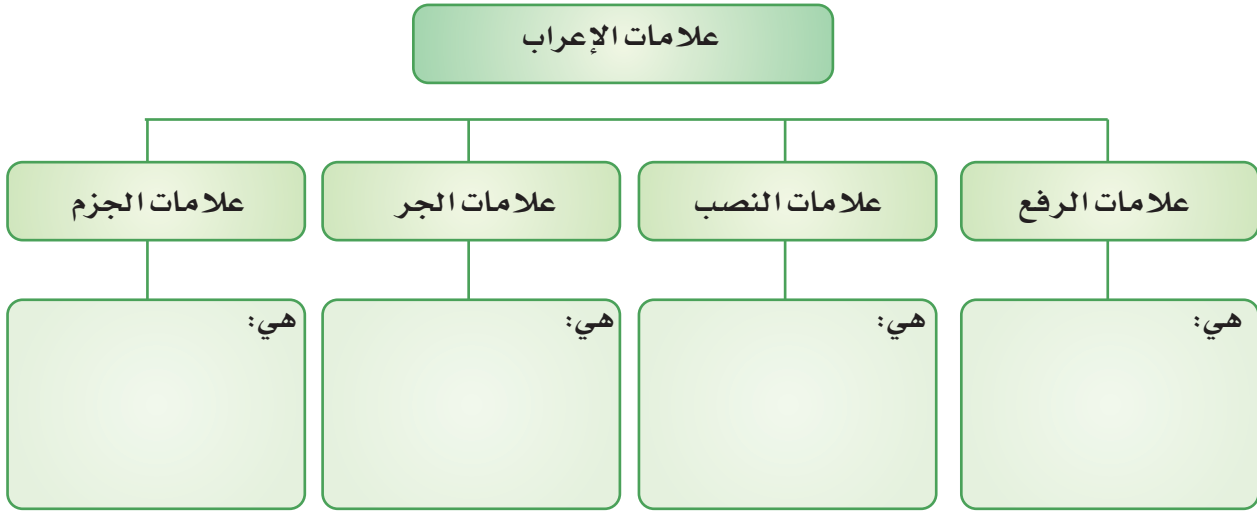 علامات الإعراب
علامات الرفع
علامات النصب
علامات الجر
علامات الجزم
هي:
هي:
هي:
هي: